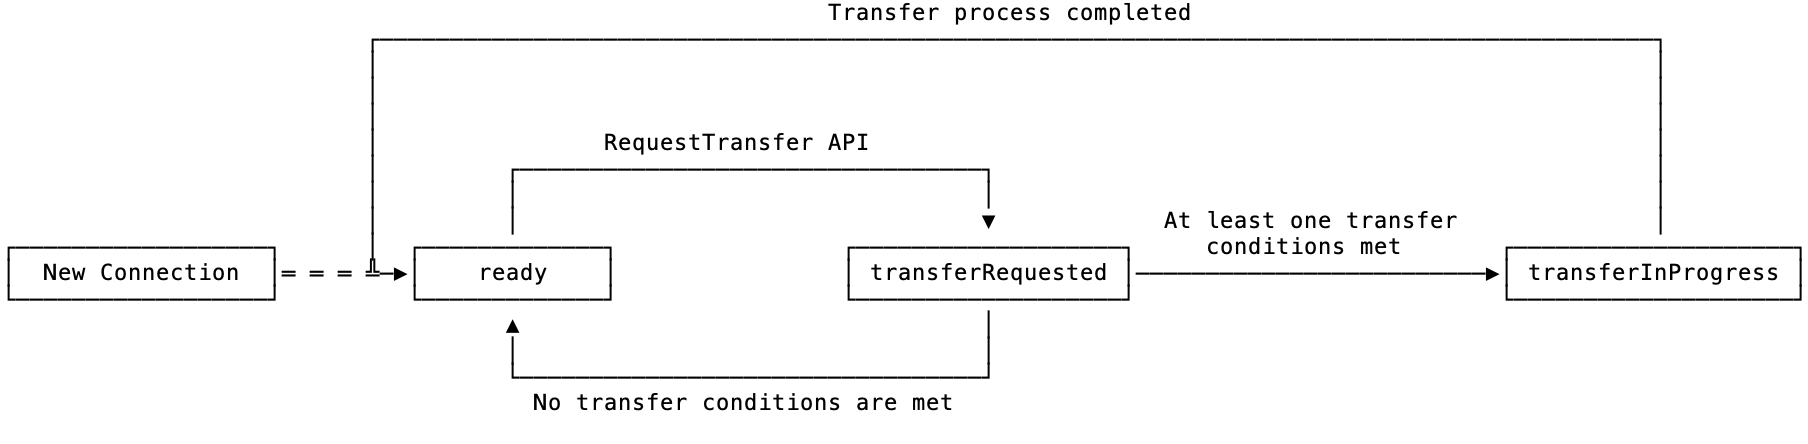 Transfer process completed
RequestTransfer API
At least one transfer
conditions met
New Connection
ready
transferRequested
transferInProgress
No transfer conditions are met